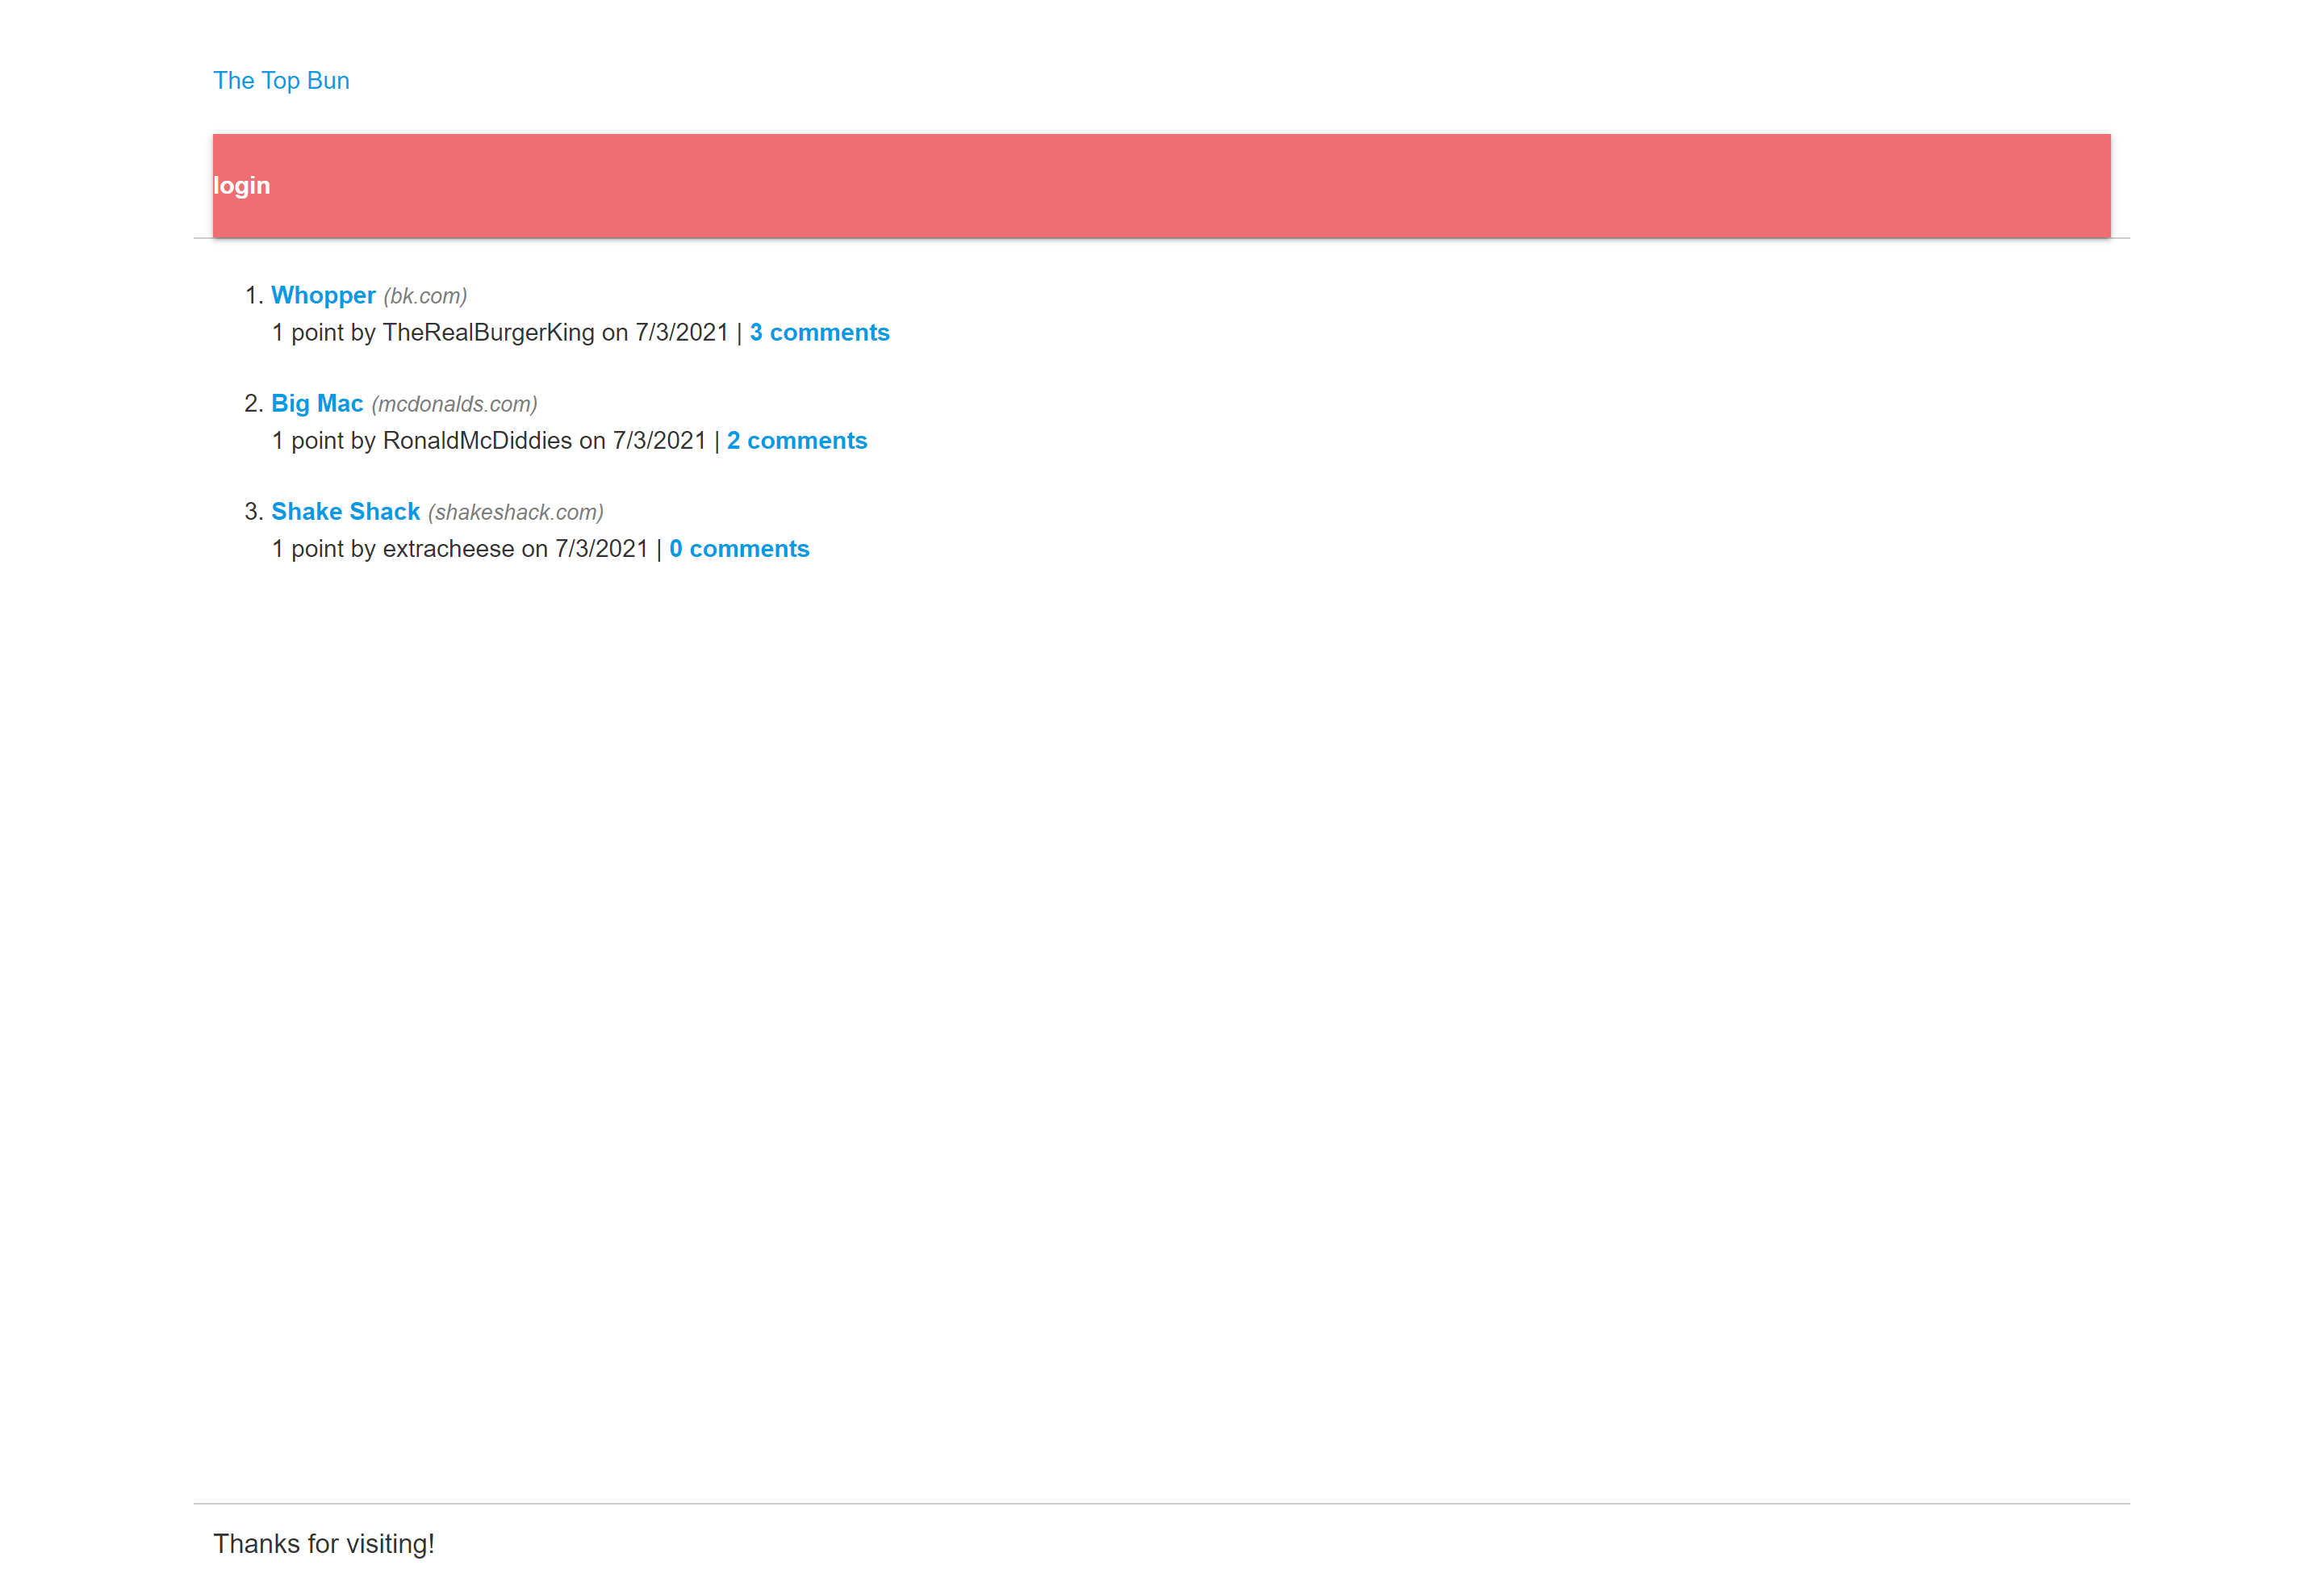 The Top Bun
login
1. Whopper (bk.com)
1 point by TheRealBurgerKing on 7/3/2021 | 3 comments
2. Big Mac (mcdonalds.com)
1 point by RonaldMcDiddies on 7/3/2021 | 2 comments
3. Shake Shack (shakeshack.com)
1 point by extracheese on 7/3/2021 | 0 comments
Thanks for visiting!